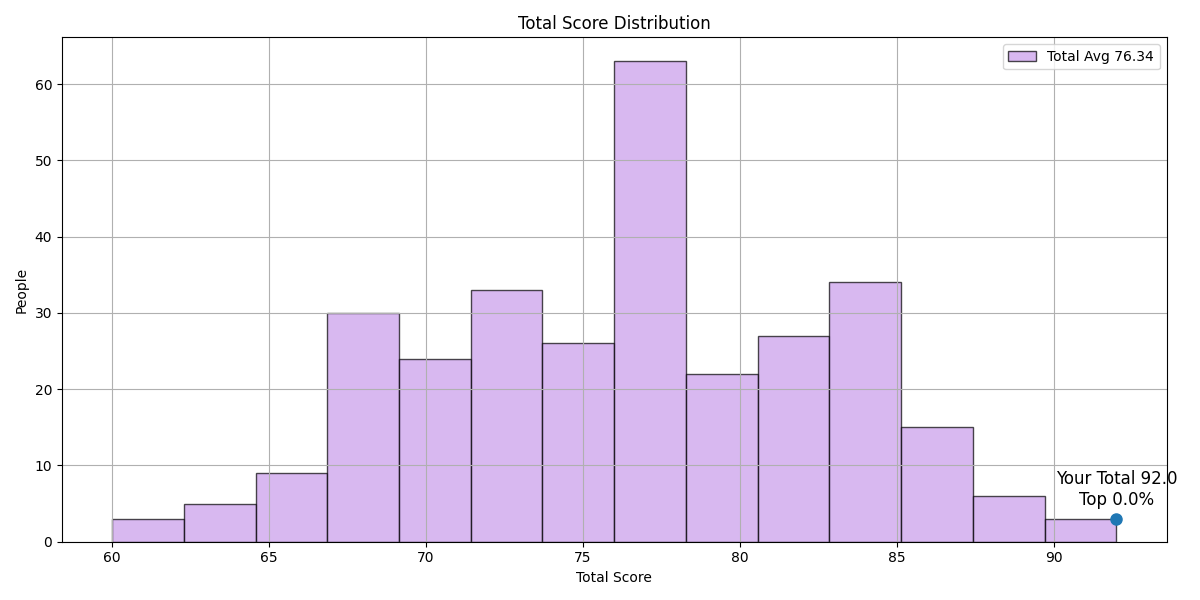 Total Score Distribution
Total Avg 76.34
People
60
50
40
30
20
10
0
Your Total 92.0
Top 0.0%
60 65 70 75 80 85 90
Total Score